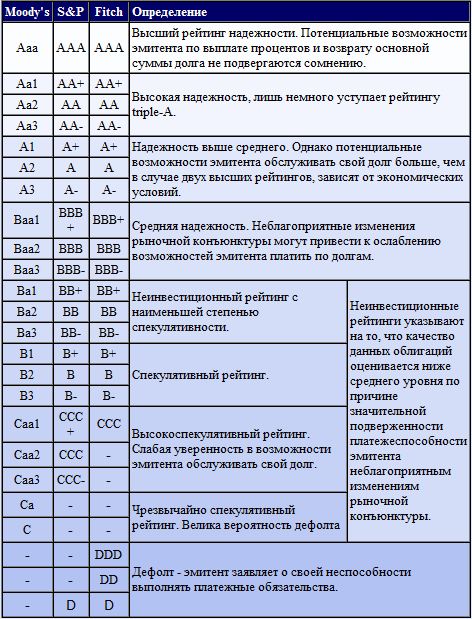 Moody's S&P Fitch Определение
Aaa AAA AAA Высший рейтинг надежности. Потенциальные возможности
эмитента по выплате процентов и возврату основной
суммы долга не подвергаются сомнению.
Aa1 AA+ AA+
Aa2 AA AA
Aa3 AA- AA-
Высокая надежность, лишь немного уступает рейтингу
triple-A.
A1 A+ A+
A2 A A
A3 A- A-
Надежность выше среднего. Однако потенциальные
возможности эмитента обслуживать свой долг больше, чем
в случае двух высших рейтингов, зависят от экономических
условий.
Baa1 BBB BBB+
+
Baa2 BBB BBB
Baa3 BBB- BBB-
Средняя надежность. Неблагоприятные изменения
рыночной конъюнктуры могут привести к ослаблению
возможностей эмитента платить по долгам.
Ba1 BB+ BB+
Ba2 BB BB
Ba3 BB- BB-
Неинвестиционный рейтинг с
наименьшей степенью
спекулятивности.
B1 B+ B+
B2 B B
B3 B- B-
Спекулятивный рейтинг.
Caa1 CCC CCC
+
Caa2 CCC -
Caa3 CCC- -
Высокоспекулятивный рейтинг.
Слабая уверенность в возможности
эмитента обслуживать свой долг.
Ca - -
C - -
Чрезвычайно спекулятивный
рейтинг. Велика вероятность дефолта
Неинвестиционные
рейтинги указывают
на то, что качество
данных облигаций
оценивается ниже
среднего уровня по
причине
значительной
подверженности
платежеспособности
эмитента
неблагоприятным
изменениям
рыночной
конъюнктуры.
- - DDD
- - DD
- D D
Дефолт - эмитент заявляет о своей неспособности
выполнять платежные обязательства.